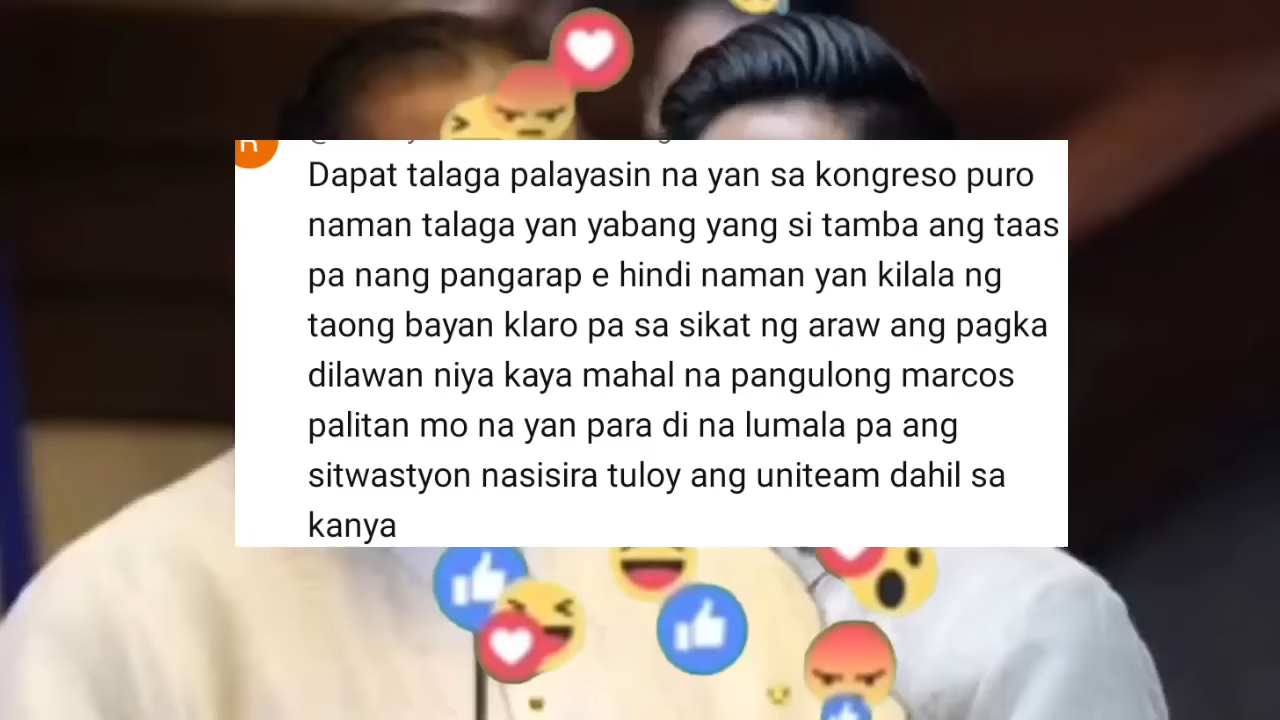 Dapat talaga palayasin na yan sa kongreso puro
naman talaga yan yabang yang si tamba ang taas
pa nang pangarap e hindi naman yan kilala ng
taong bayan klaro pa sa sikat ng araw ang pagka
dilawan niya kaya mahal na pangulong marcos
palitan mo na yan para di na lumala pa ang
sitwastyon nasisira tuloy ang uniteam dahil sa
kanya